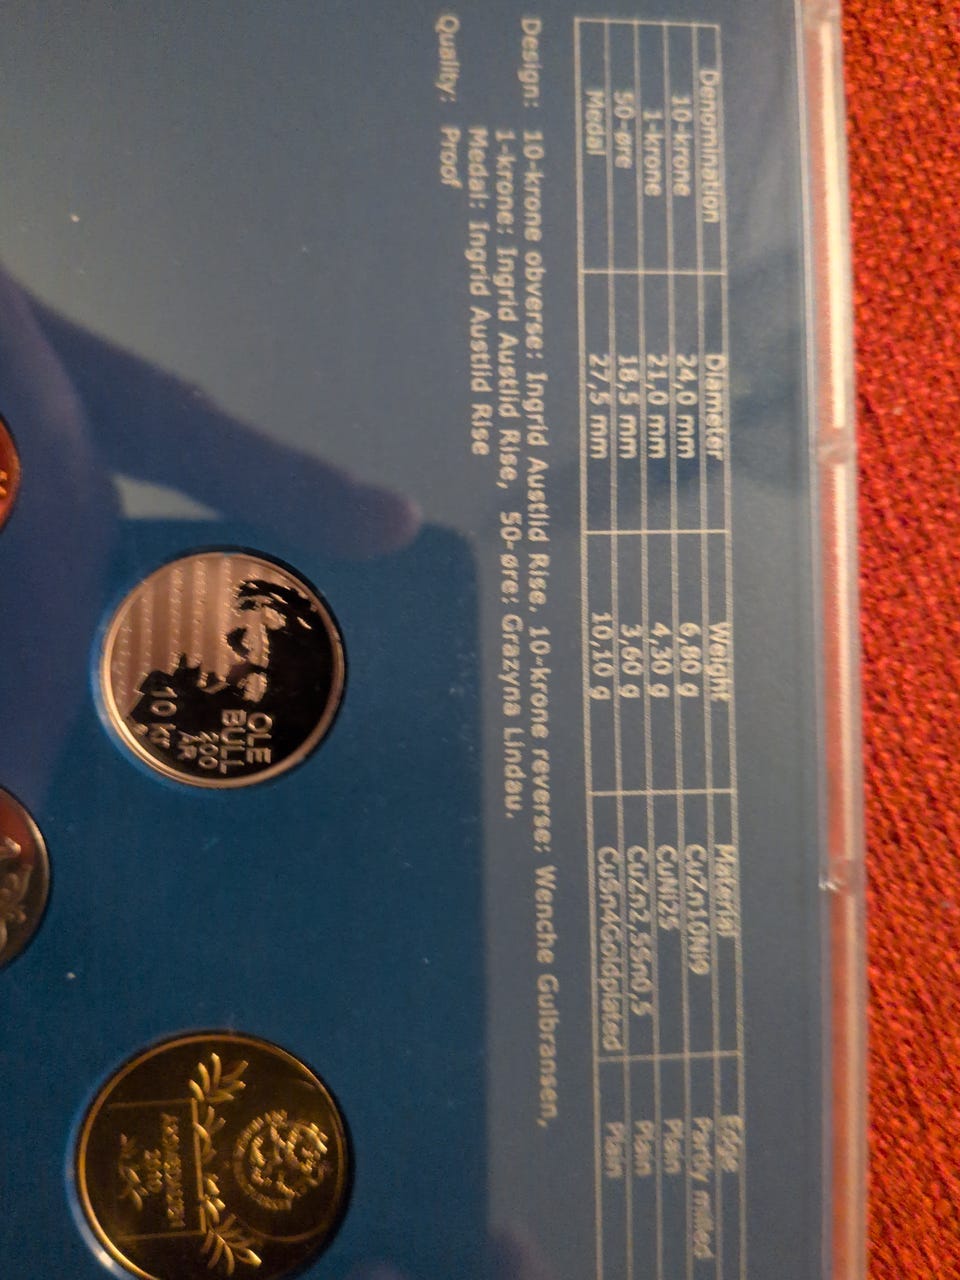 Denomination Diameter Weight Material Edge
10-krone 24,0 mm 6,80 g CuZn10Ni9 Partly milled
1-krone 21,0 mm 4,30 g CuNi25 Plain
50-øre 18,5 mm 3,60 g CuZn2,5Sn0,5 Plain
Medal 27,5 mm 10,10 g CuSn4Goldplated Plain
Design: 10-krone obverse: Ingrid Austlid Rise, 10-krone reverse: Wenche Gulbransen,
1-krone: Ingrid Austlid Rise, 50-øre: Grazyna Lindau.
Medal: Ingrid Austlid Rise
Quality: Proof
OLE
BULL
200
ÅR
10 kr
2010